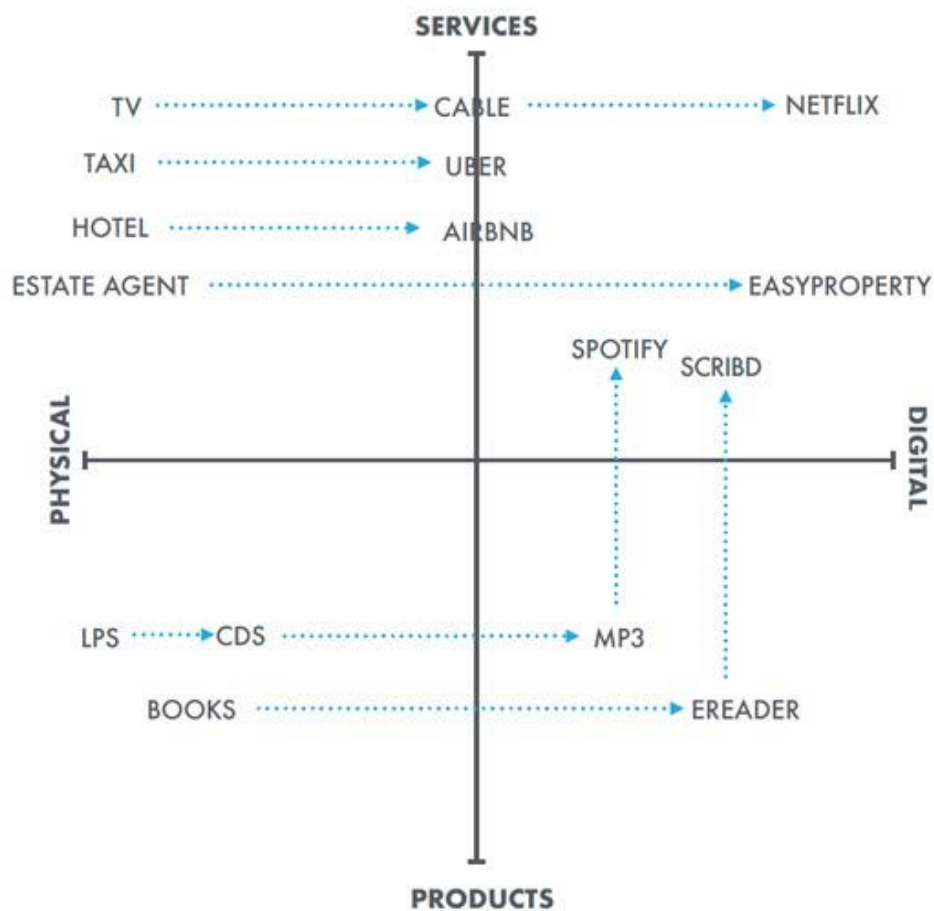 SERVICES
TV CABLE NETFLIX
TAXI UBER
HOTEL AIRBNB
ESTATE AGENT EASYPROPERTY
SPOTIFY
SCRIBD
PHYSICAL
DIGITAL
LPS CDS MP3
BOOKS EREADER
PRODUCTS